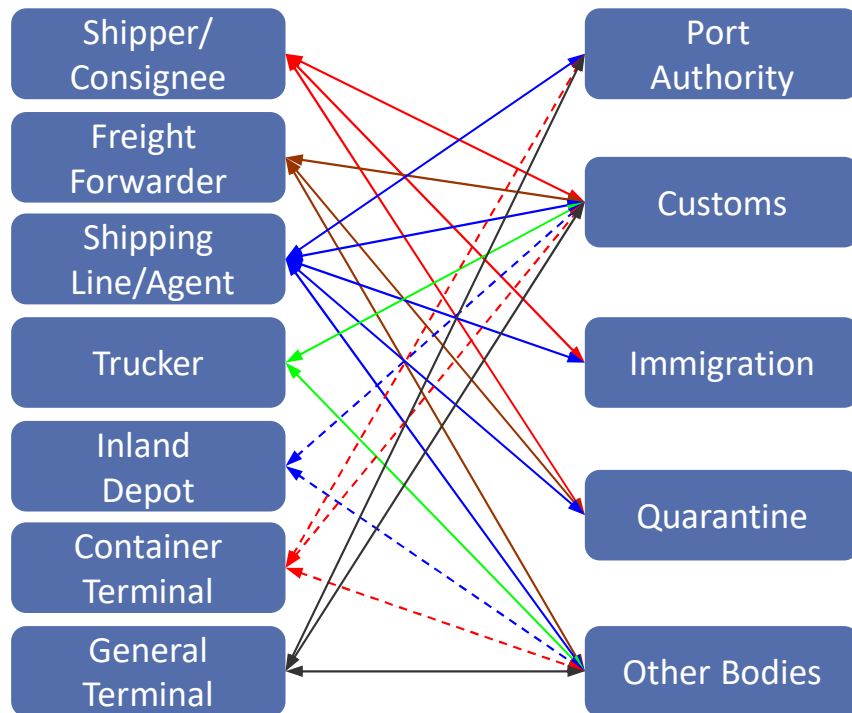 Shipper/
Consignee
Freight
Forwarder
Shipping
Line/Agent
Trucker
Inland
Depot
Container
Terminal
General
Terminal
Port
Authority
Customs
Immigration
Quarantine
Other Bodies